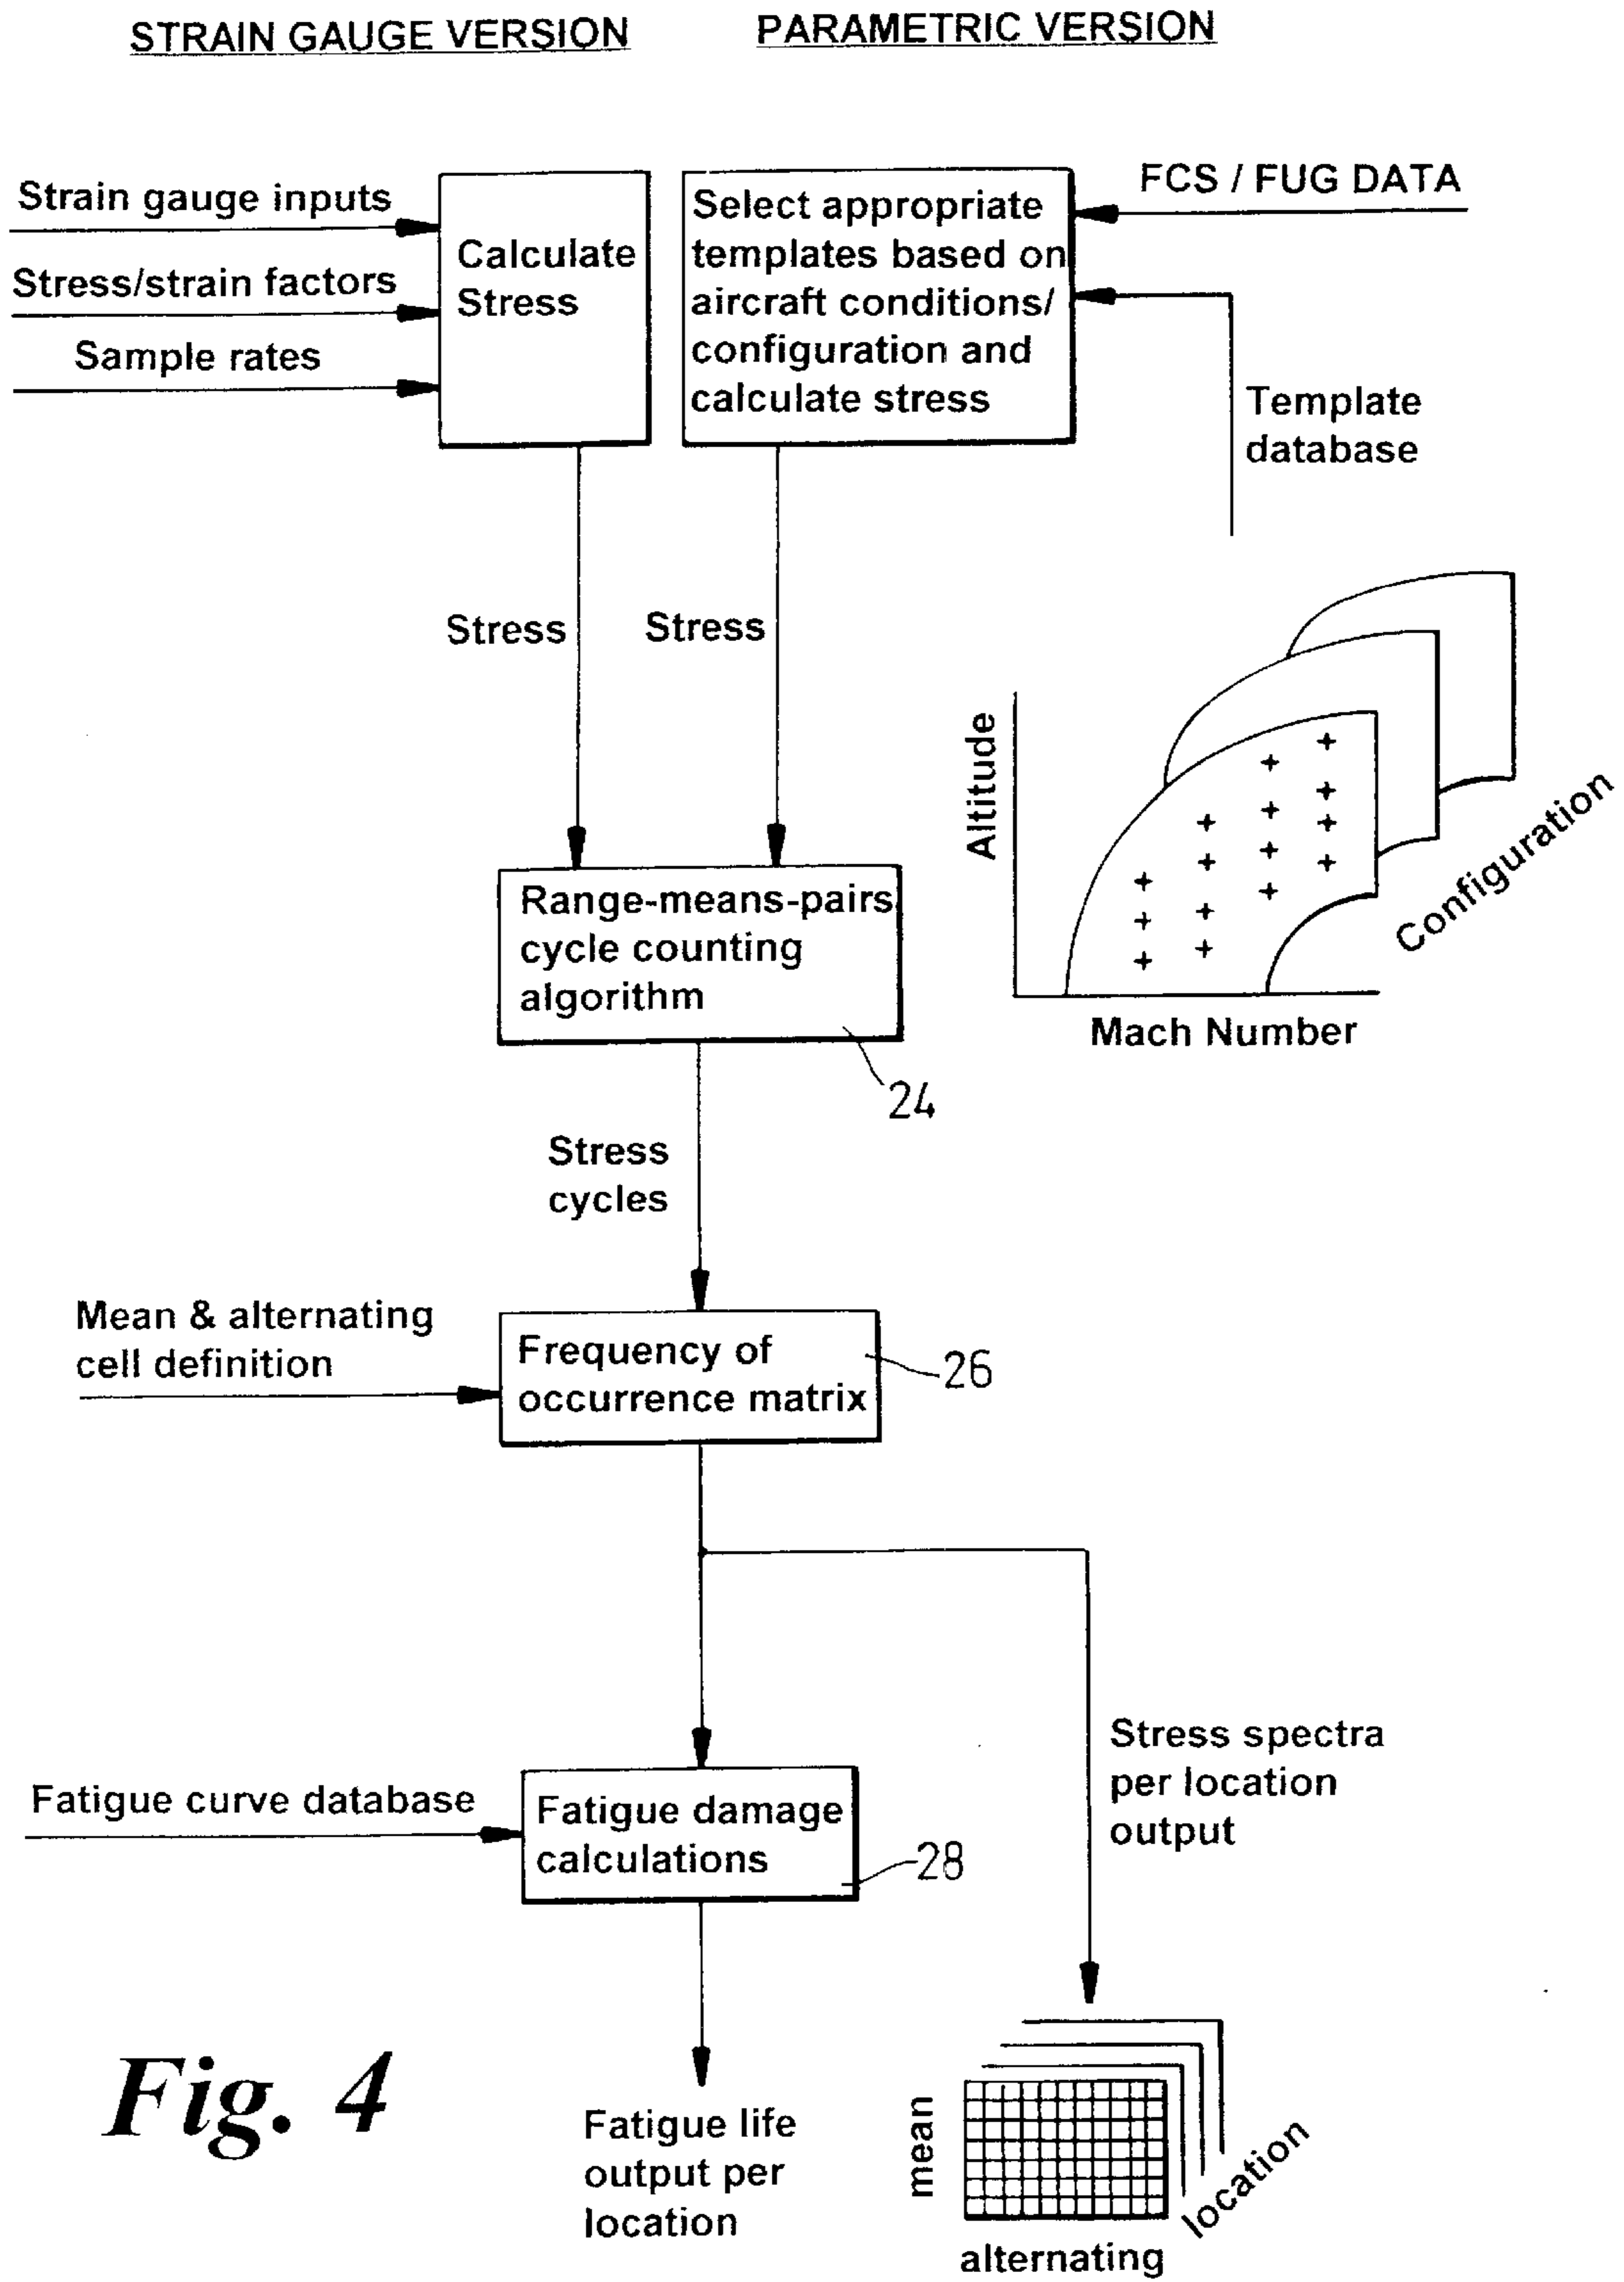 STRAIN GAUGE VERSION
PARAMETRIC VERSION
Strain gauge inputs
Stress/strain factors
Sample rates
Calculate
Stress
Select appropriate
templates based on
aircraft conditions/
configuration and
calculate stress
FCS / FUG DATA
Template
database
Stress
Stress
Altitude
Mach Number
Configuration
Range-means-pairs
cycle counting
algorithm
24
Stress
cycles
Mean & alternating
cell definition
Frequency of
occurrence matrix
26
Fatigue curve database
Fatigue damage
calculations
28
Stress spectra
per location
output
Fatigue life
output per
location
mean
alternating
location
Fig. 4